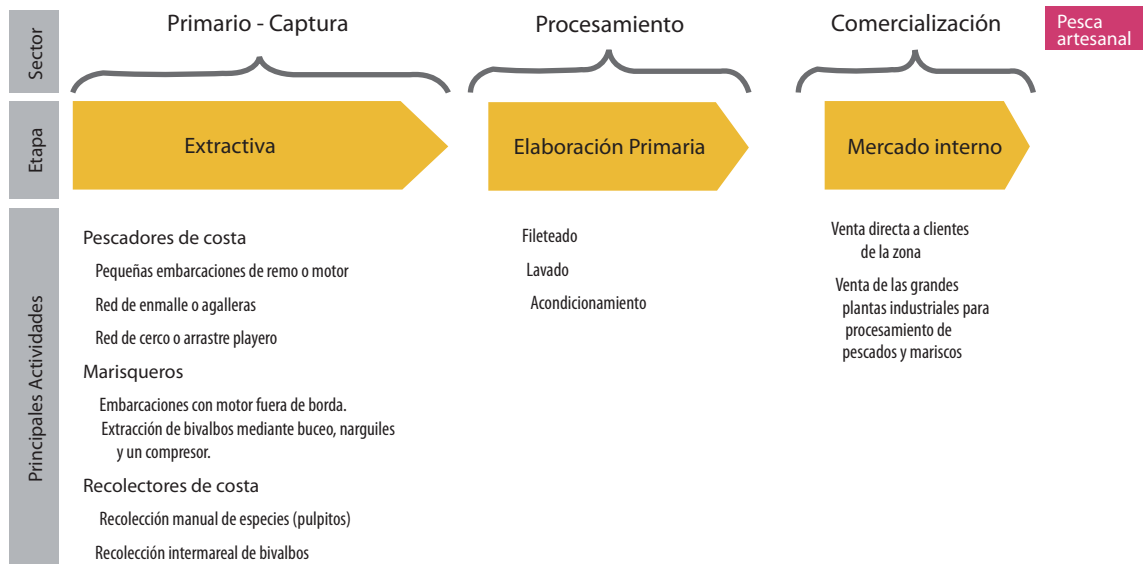 Sector
Primario - Captura
Procesamiento
Comercialización
Pesca
artesanal
Etapa
Extractiva
Elaboración Primaria
Mercado interno
Principales Actividades
Pescadores de costa
Pequeñas embarcaciones de remo o motor
Red de enmalle o agalleras
Red de cerco o arrastre playero
Marisqueros
Embarcaciones con motor fuera de borda.
Extracción de bivalbos mediante buceo, narguiles
y un compresor.
Recolectores de costa
Recolección manual de especies (pulpitos)
Recolección intermareal de bivalbos
Fileteado
Lavado
Acondicionamiento
Venta directa a clientes
de la zona
Venta de las grandes
plantas industriales para
procesamiento de
pescados y mariscos